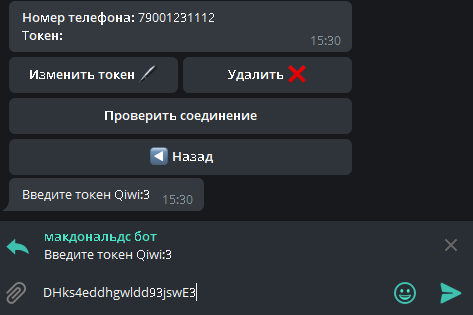 Номер телефона: 79001231112
Токен:
15:30
Изменить токен
Удалить
Проверить соединение
Назад
Введите токен Qiwi:3
15:30
макдональдс бот
Введите токен Qiwi:3
DHks4eddhgwldd93jswE3